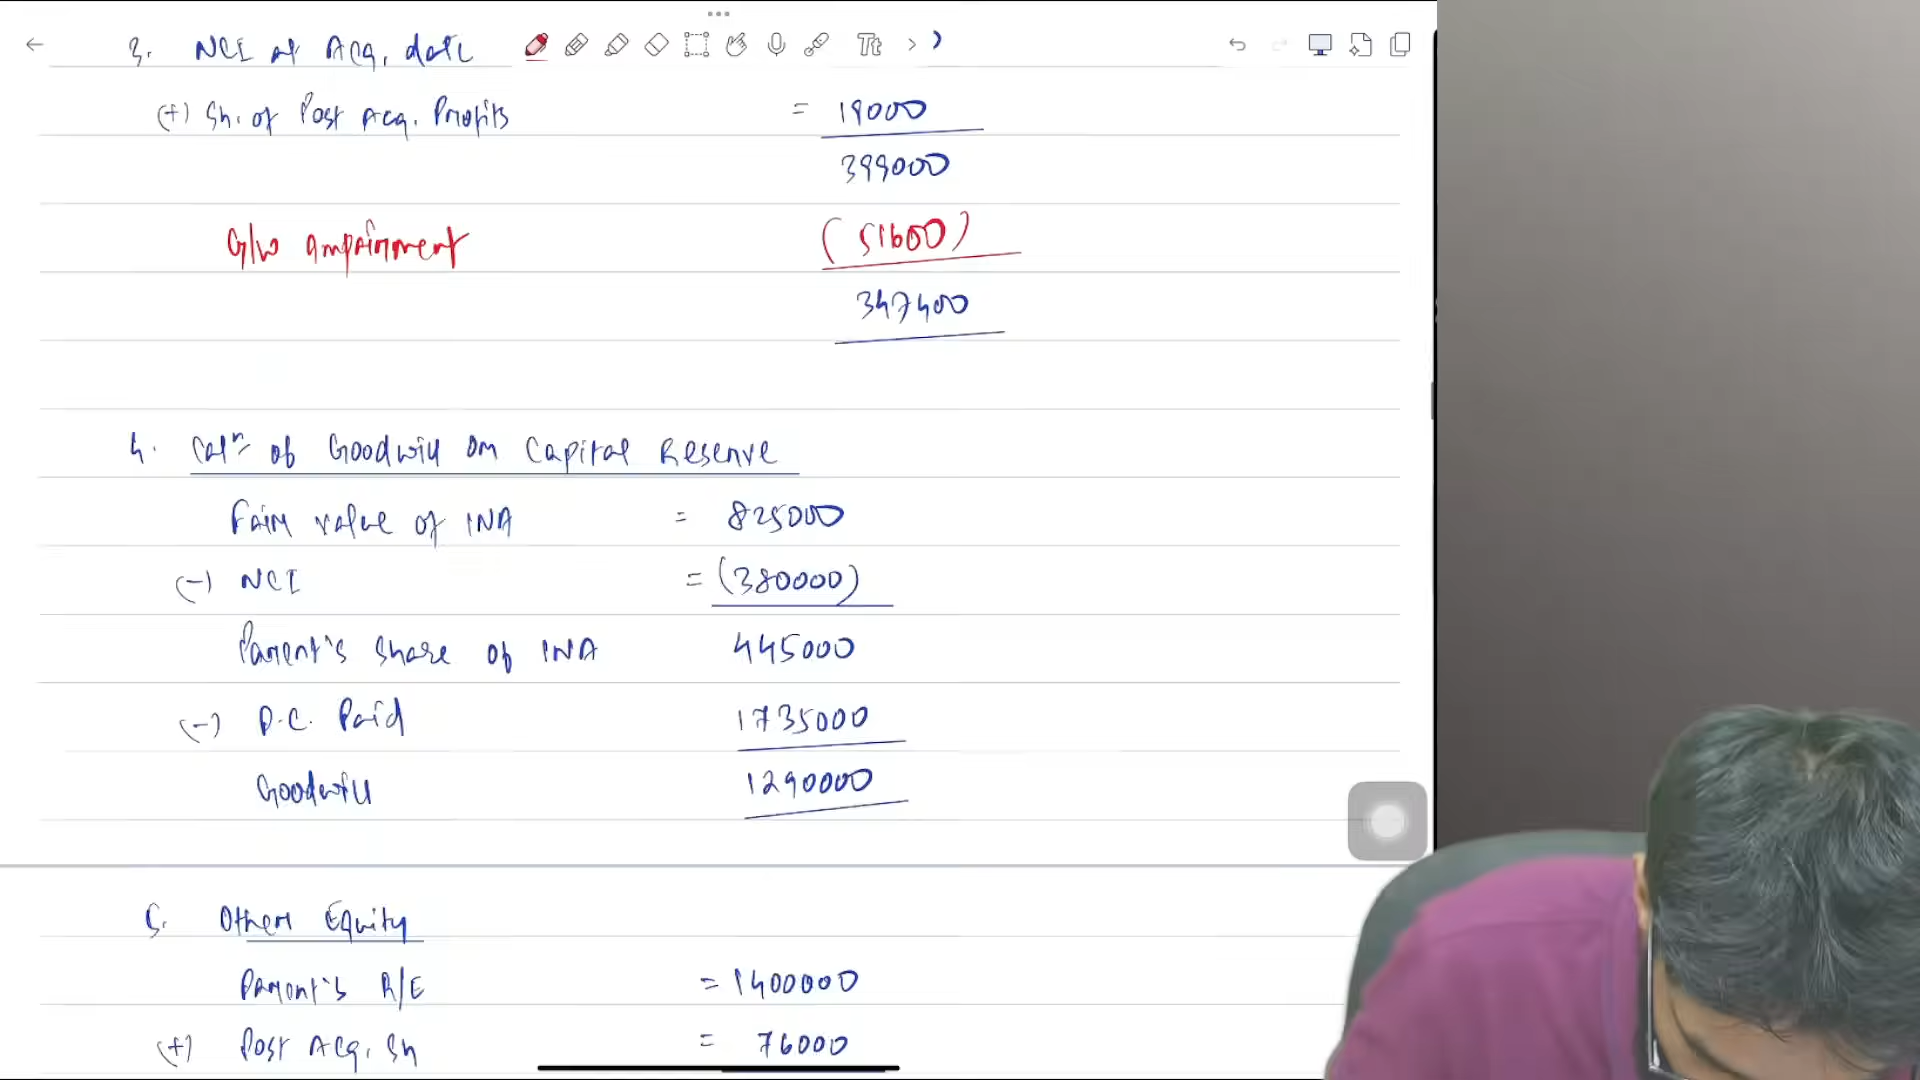 3. NCI at Acq. date
(+) Sh. of Post Acq. Profits = 19000
399000
G/w impairment (51600)
347400
4. Calⁿ of Goodwill or Capital Reserve
Fair value of INA = 825000
(-) NCI = (380000)
Parent's share of INA 445000
(-) P.C. Paid 1735000
Goodwill 1290000
5. Other Equity
Parent's R/E = 1400000
(+) Post Acq. Sh = 76000